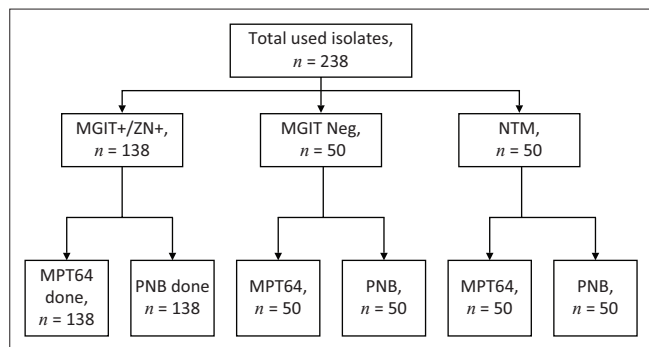 Total used isolates,
n = 238
MGIT+/ZN+,
n = 138
MGIT Neg,
n = 50
NTM,
n = 50
MPT64
done,
n = 138
PNB done
n = 138
MPT64,
n = 50
PNB,
n = 50
MPT64,
n = 50
PNB,
n = 50